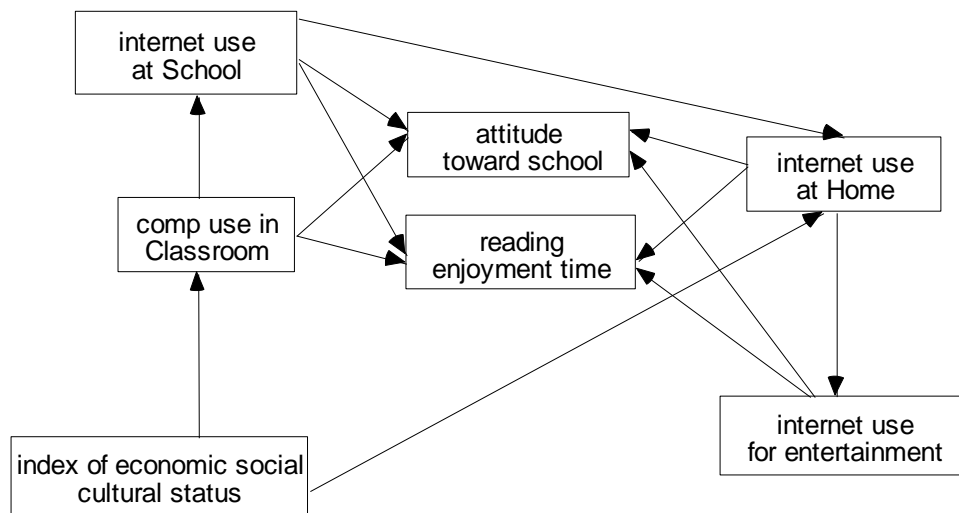 internet use
at School
attitude
toward school
internet use
at Home
comp use in
Classroom
reading
enjoyment time
internet use
for entertainment
index of economic social
cultural status